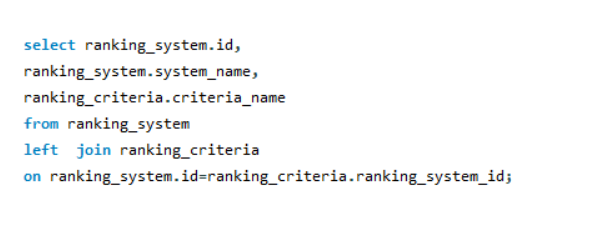 select ranking_system.id,
ranking_system.system_name,
ranking_criteria.criteria_name
from ranking_system
left  join ranking_criteria
on ranking_system.id=ranking_criteria.ranking_system_id;